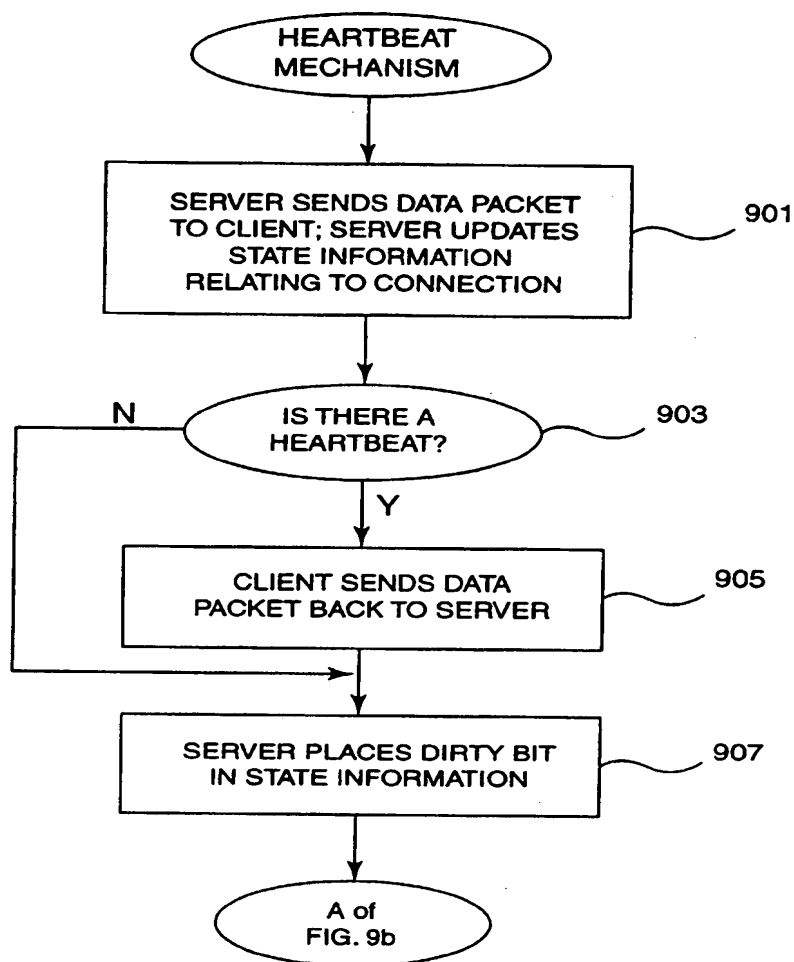 HEARTBEAT
MECHANISM
SERVER SENDS DATA PACKET
TO CLIENT; SERVER UPDATES
STATE INFORMATION
RELATING TO CONNECTION
901
IS THERE A
HEARTBEAT?
903
N
Y
CLIENT SENDS DATA
PACKET BACK TO SERVER
905
SERVER PLACES DIRTY BIT
IN STATE INFORMATION
907
A of
FIG. 9b